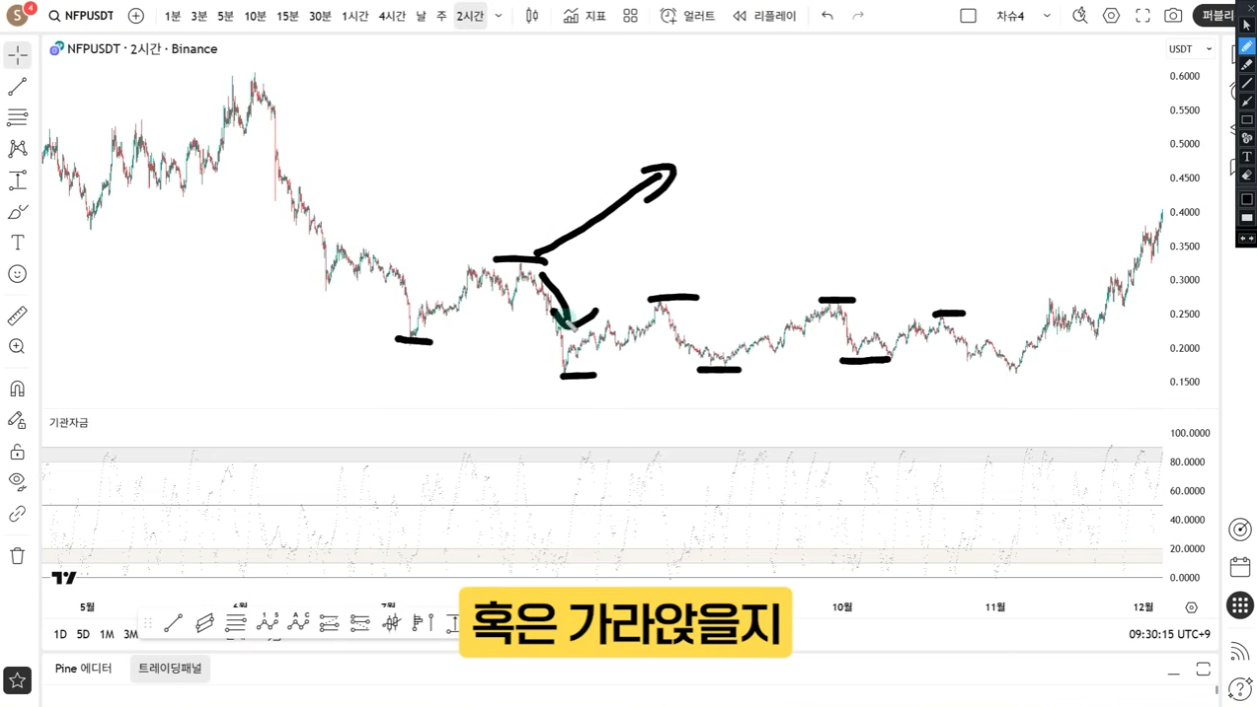 S 4 NFPUSDT 1분 3분 5분 10분 15분 30분 1시간 4시간 날 주 2시간 지표 얼러트 리플레이 차슈4 퍼블리
NFPUSDT · 2시간 · Binance
USDT
0.6000
0.5500
0.5000
0.4500
0.4000
0.3500
0.3000
0.2500
0.2000
0.1500
기관자금
100.0000
80.0000
60.0000
40.0000
20.0000
0.0000
5월 10월 11월 12월
혹은 가라앉을지
1D 5D 1M 3M
09:30:15 UTC+9
Pine 에디터 트레이딩패널